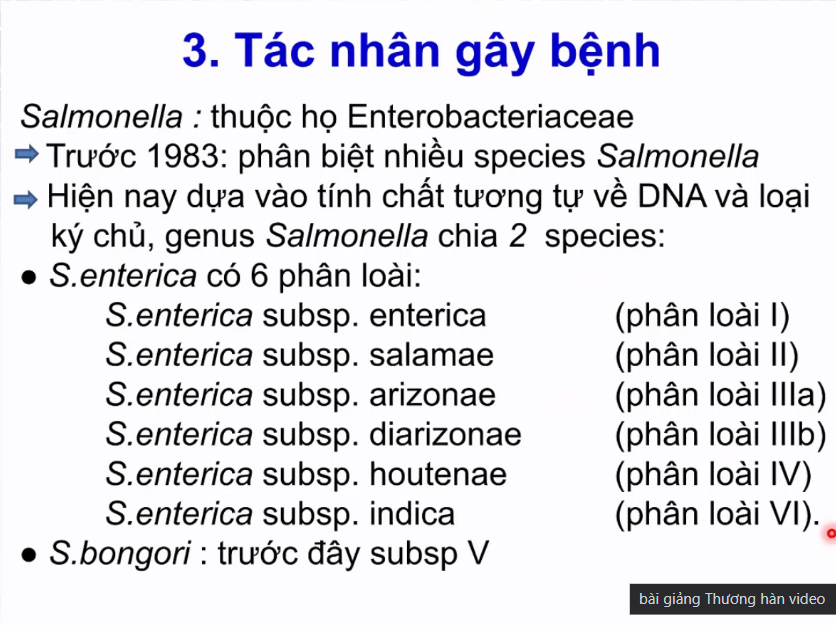 3. Tác nhân gây bệnh
Salmonella : thuộc họ Enterobacteriaceae
Trước 1983: phân biệt nhiều species Salmonella
Hiện nay dựa vào tính chất tương tự về DNA và loại
ký chủ, genus Salmonella chia 2 species:
● S.enterica có 6 phân loài:
S.enterica subsp. enterica (phân loài I)
S.enterica subsp. salamae (phân loài II)
S.enterica subsp. arizonae (phân loài IIIa)
S.enterica subsp. diarizonae (phân loài IIIb)
S.enterica subsp. houtenae (phân loài IV)
S.enterica subsp. indica (phân loài VI).
● S.bongori : trước đây subsp V
bài giảng Thương hàn video